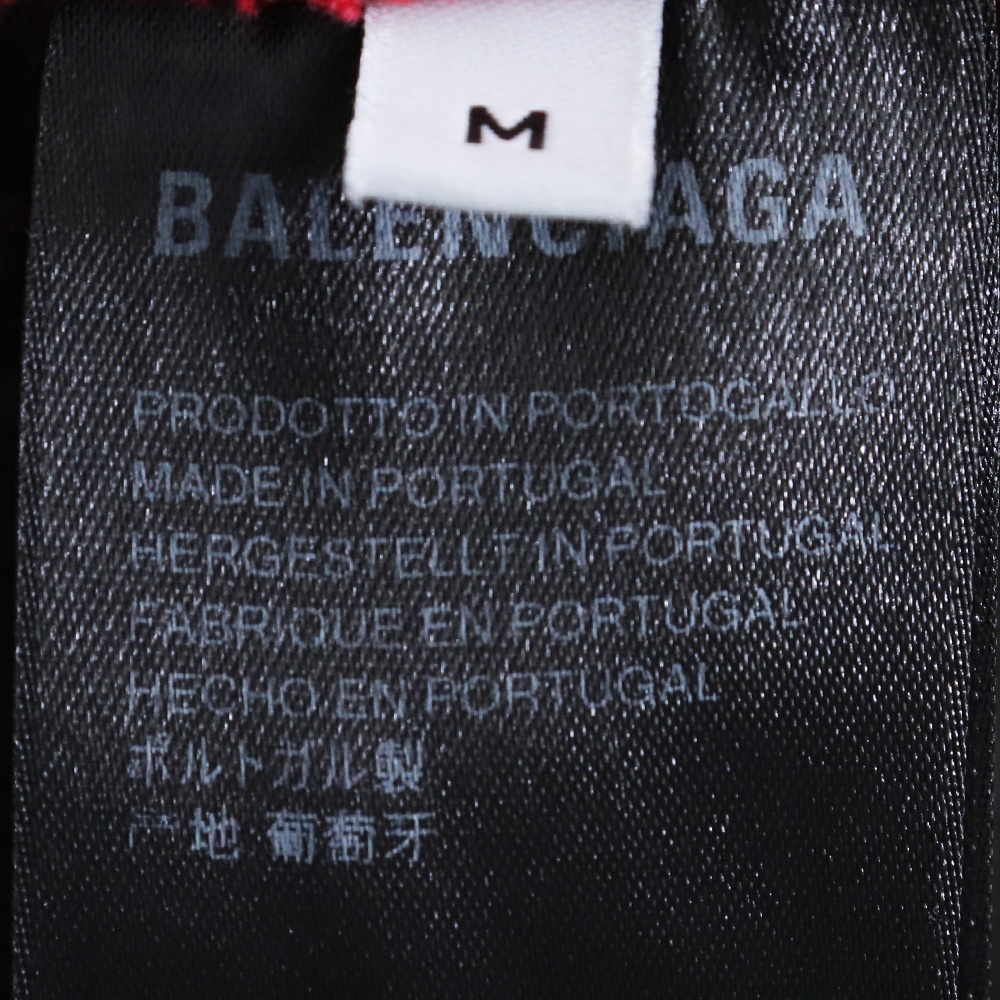 M
BALENCIAGA
PRODOTTO IN PORTOGALLO
MADE IN PORTUGAL
HERGESTELLT IN PORTUGAL
FABRIQUE EN PORTUGAL
HECHO EN PORTUGAL
ポルトガル製
产地 葡萄牙